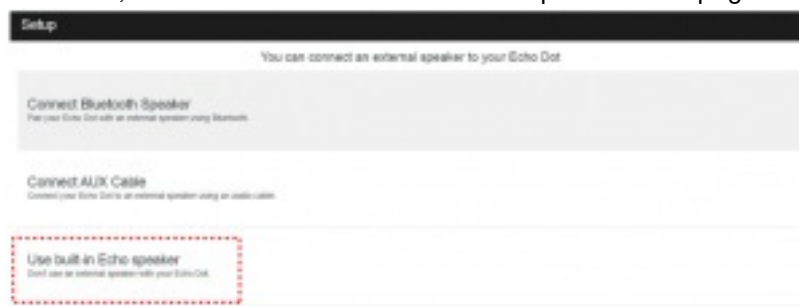 Setup
You can connect an external speaker to your Echo Dot
Connect Bluetooth Speaker
Pair your Echo Dot with an external speaker using Bluetooth.
Connect AUX Cable
Connect your Echo Dot to an external speaker using an audio cable.
Use built-in Echo speaker
Don't use an external speaker with your Echo Dot.